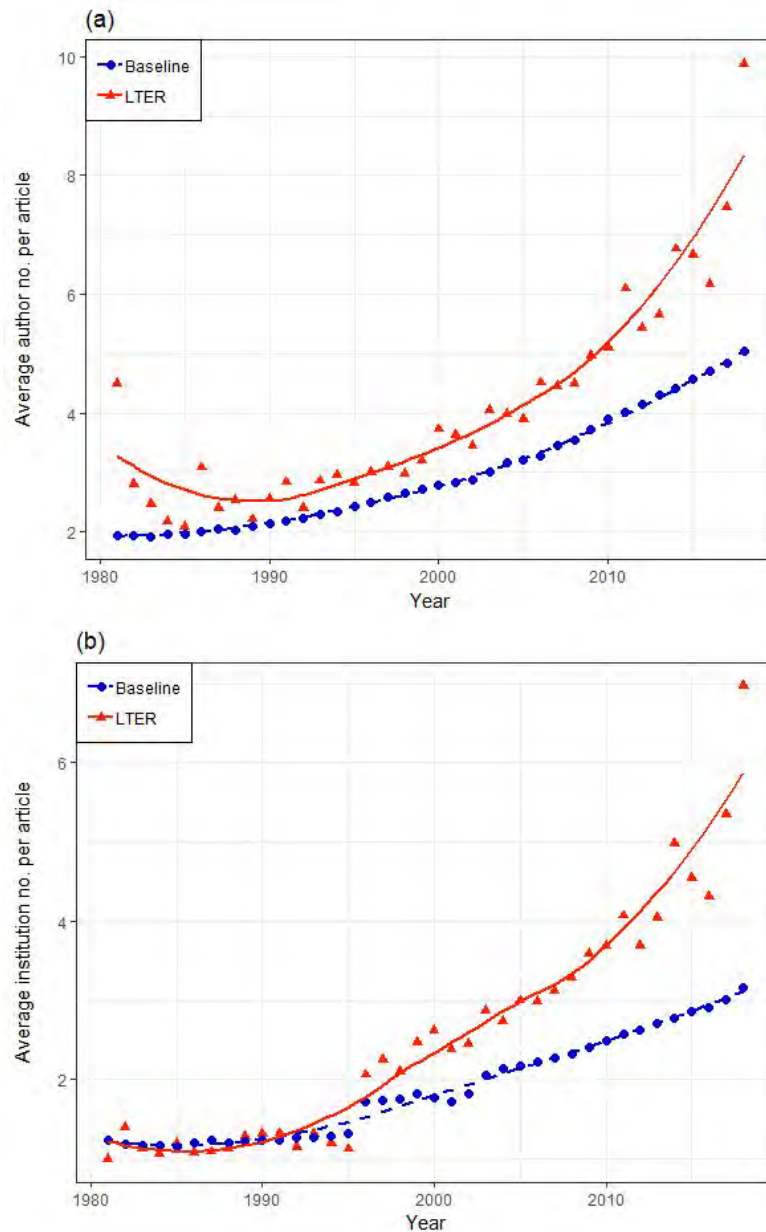 (a)
Baseline
LTER
10
8
6
4
2
Average author no. per article
1980 1990 2000 2010
Year
(b)
Baseline
LTER
6
4
2
Average institution no. per article
1980 1990 2000 2010
Year